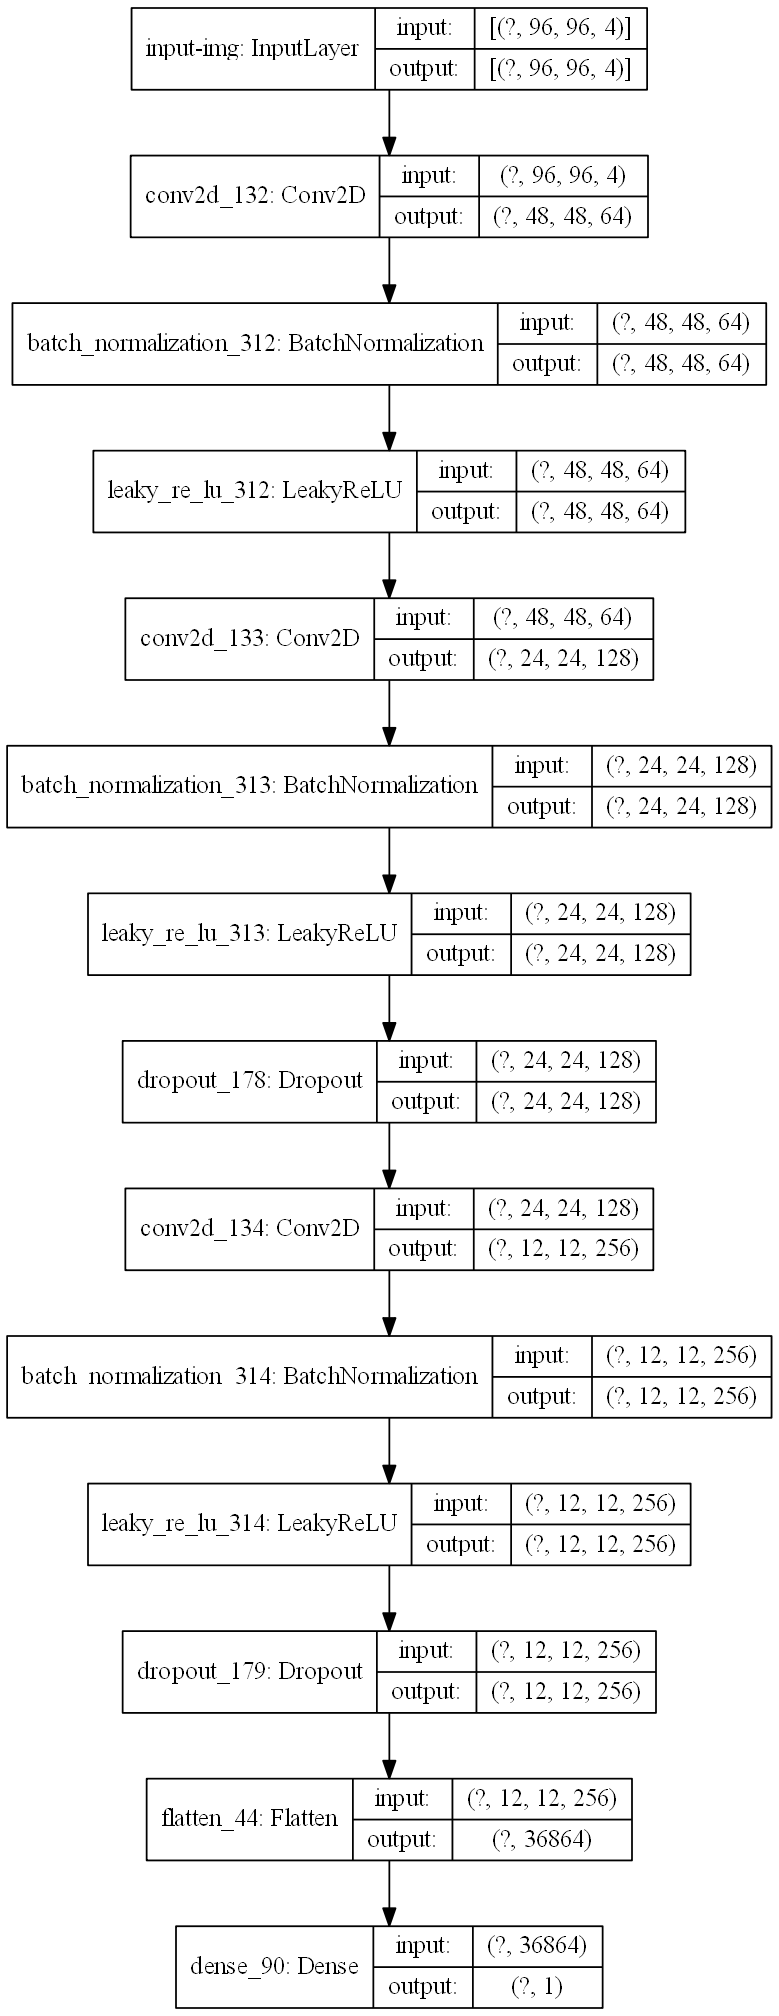 input-img: InputLayer
input: [(?, 96, 96, 4)]
output: [(?, 96, 96, 4)]
conv2d_132: Conv2D
input: (?, 96, 96, 4)
output: (?, 48, 48, 64)
batch_normalization_312: BatchNormalization
input: (?, 48, 48, 64)
output: (?, 48, 48, 64)
leaky_re_lu_312: LeakyReLU
input: (?, 48, 48, 64)
output: (?, 48, 48, 64)
conv2d_133: Conv2D
input: (?, 48, 48, 64)
output: (?, 24, 24, 128)
batch_normalization_313: BatchNormalization
input: (?, 24, 24, 128)
output: (?, 24, 24, 128)
leaky_re_lu_313: LeakyReLU
input: (?, 24, 24, 128)
output: (?, 24, 24, 128)
dropout_178: Dropout
input: (?, 24, 24, 128)
output: (?, 24, 24, 128)
conv2d_134: Conv2D
input: (?, 24, 24, 128)
output: (?, 12, 12, 256)
batch normalization 314: BatchNormalization
input: (?, 12, 12, 256)
output: (?, 12, 12, 256)
leaky_re_lu_314: LeakyReLU
input: (?, 12, 12, 256)
output: (?, 12, 12, 256)
dropout_179: Dropout
input: (?, 12, 12, 256)
output: (?, 12, 12, 256)
flatten_44: Flatten
input: (?, 12, 12, 256)
output: (?, 36864)
dense_90: Dense
input: (?, 36864)
output: (?, 1)